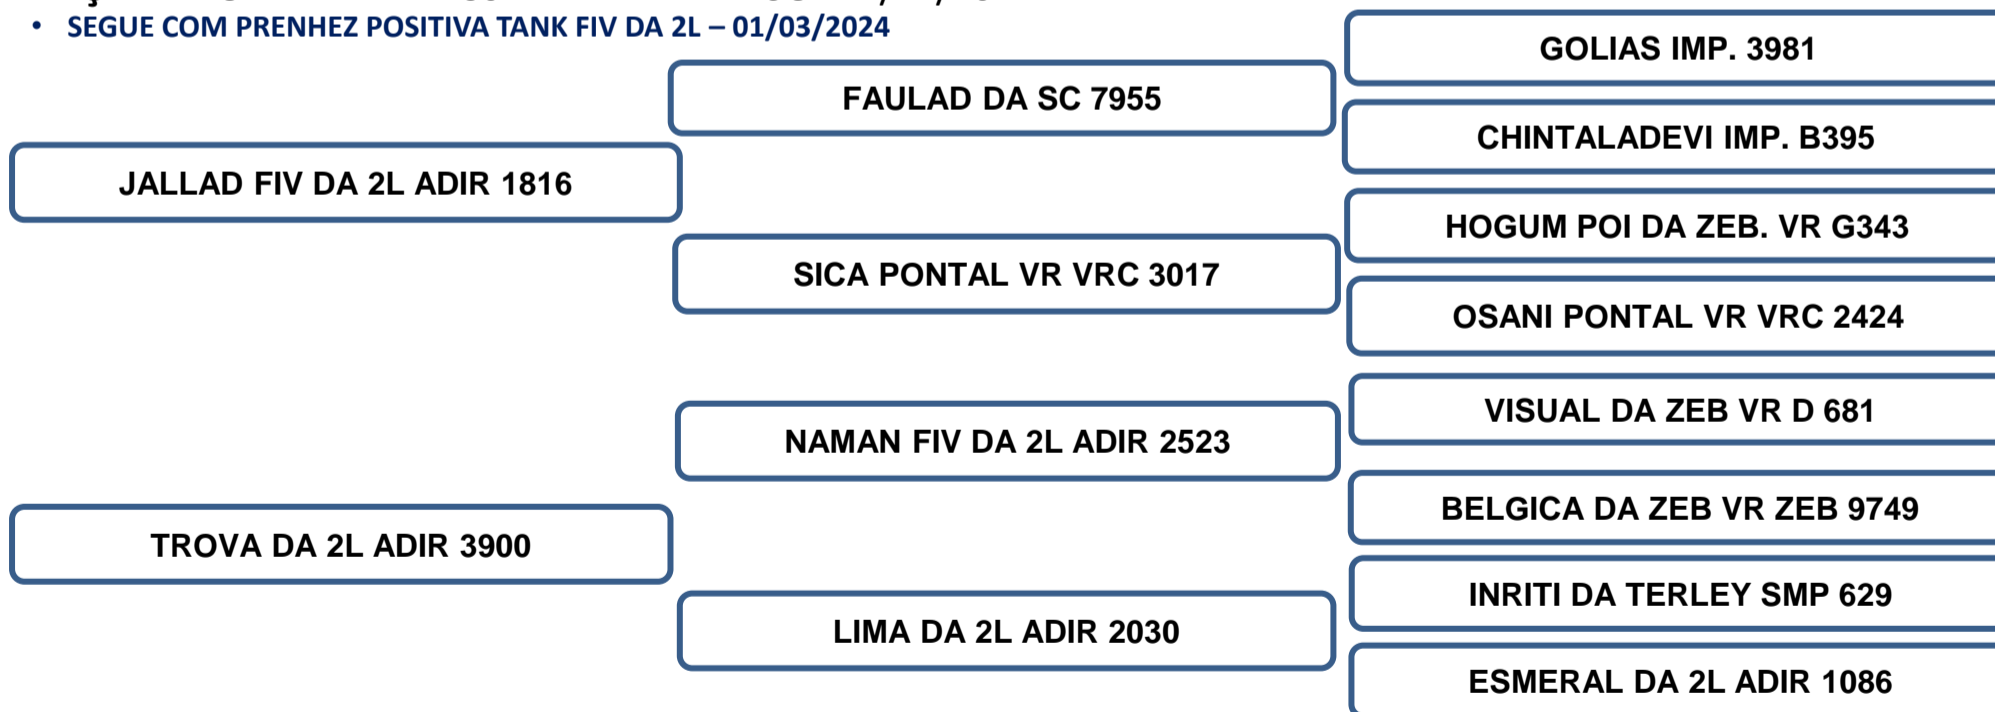 • SEGUE COM PRENHEZ POSITIVA TANK FIV DA 2L – 01/03/2024
GOLIAS IMP. 3981
FAULAD DA SC 7955
CHINTALADEVI IMP. B395
JALLAD FIV DA 2L ADIR 1816
HOGUM POI DA ZEB. VR G343
SICA PONTAL VR VRC 3017
OSANI PONTAL VR VRC 2424
VISUAL DA ZEB VR D 681
NAMAN FIV DA 2L ADIR 2523
BELGICA DA ZEB VR ZEB 9749
TROVA DA 2L ADIR 3900
INRITI DA TERLEY SMP 629
LIMA DA 2L ADIR 2030
ESMERAL DA 2L ADIR 1086